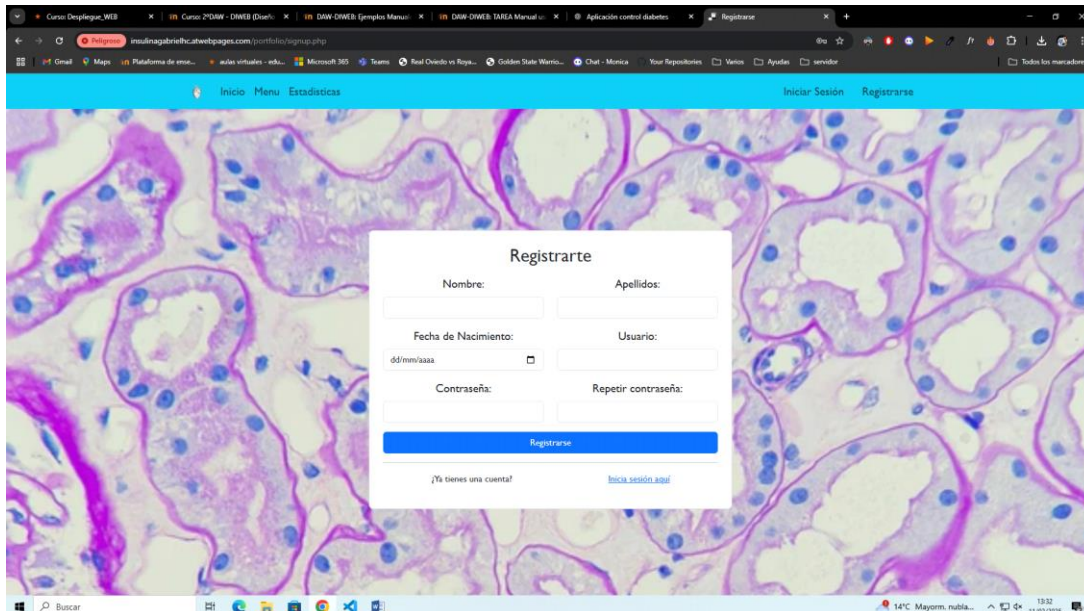 Curso: Despliegue_WEB
Curso: 2ºDAW - DIWEB (Diseño
DAW-DIWEB: Ejemplos Manual
DAW-DIWEB: TAREA Manual us
Aplicación control diabetes
Registrarse
Peligroso insulinagabrielhc.atwebpages.com/portfolio/signup.php
Gmail Maps Plataforma de ense... aulas virtuales - edu... Microsoft 365 Teams Real Oviedo vs Roya... Golden State Warrio... Chat - Monica Your Repositories Varios Ayudas servidor Todos los marcadores
Inicio Menu Estadisticas Iniciar Sesión Registrarse
Registrarte
Nombre: Apellidos:
Fecha de Nacimiento: Usuario:
dd/mm/aaaa
Contraseña: Repetir contraseña:
Registrarse
¿Ya tienes una cuenta? Inicia sesión aquí
Buscar 14°C Mayorm. nubla... 13:32